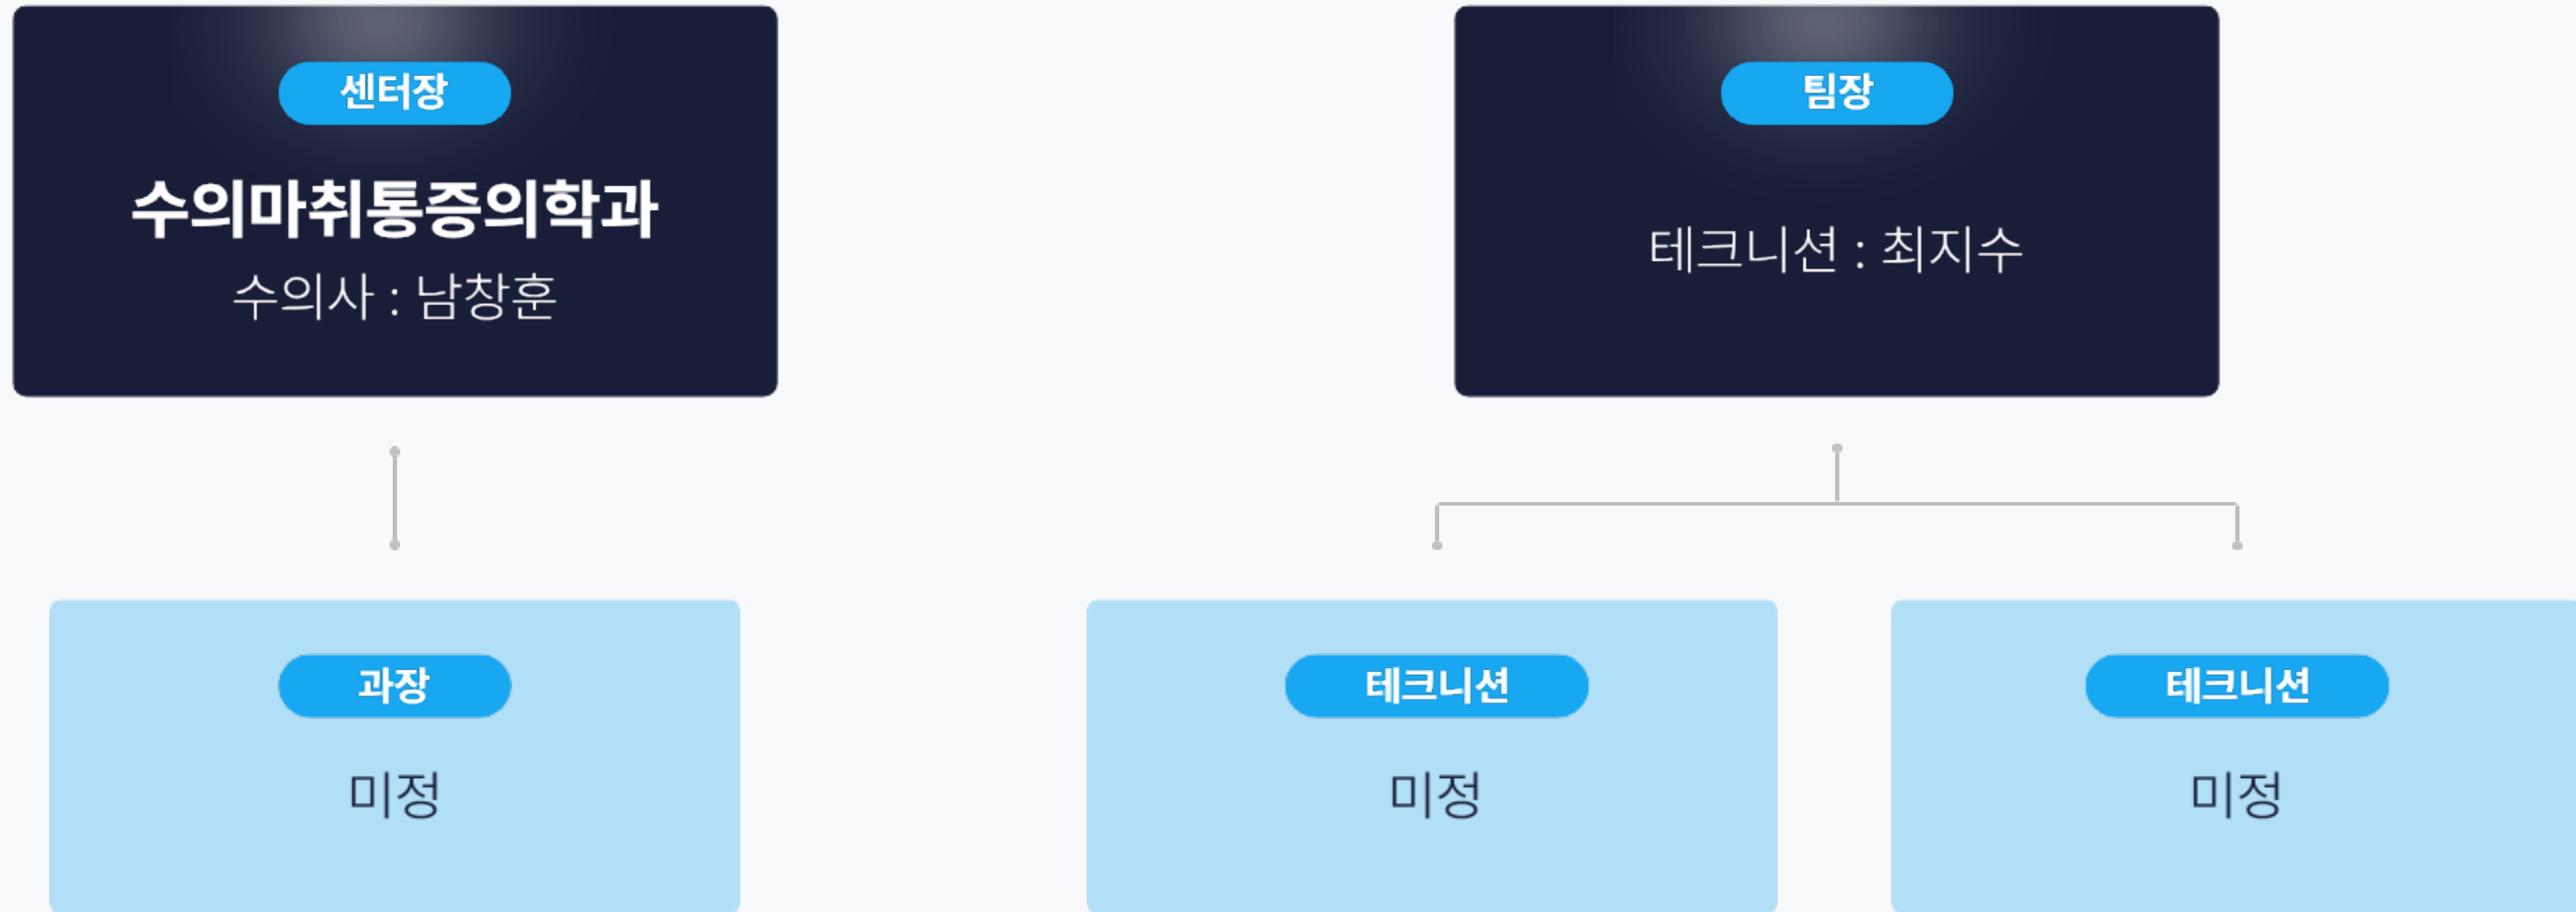 센터장
수의마취통증의학과
수의사 : 남창훈
팀장
테크니션 : 최지수
과장
미정
테크니션
미정
테크니션
미정